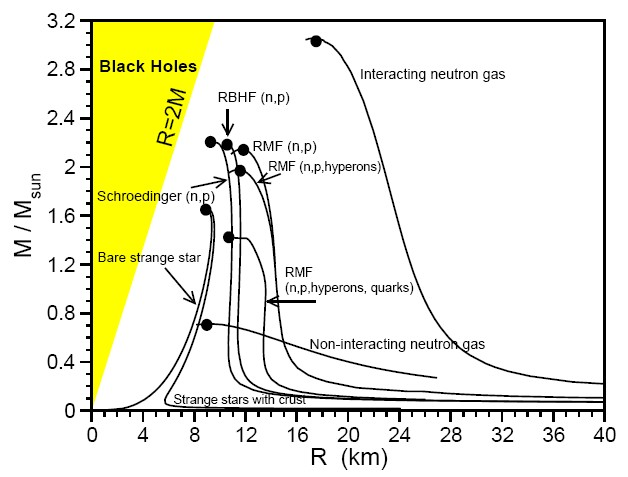 3.2
2.8
2.4
2
1.6
1.2
0.8
0.4
0
M / Msun
Black Holes
R=2M
Interacting neutron gas
RBHF (n,p)
RMF (n,p)
RMF (n,p,hyperons)
Schroedinger (n,p)
Bare strange star
RMF
(n,p,hyperons, quarks)
Non-interacting neutron gas
Strange stars with crust
0 4 8 12 16 20 24 28 32 36 40
R (km)